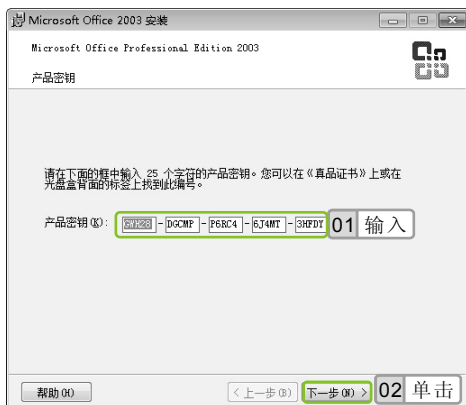 Microsoft Office 2003 安装
Microsoft Office Professional Edition 2003
产品密钥
请在下面的框中输入 25 个字符的产品密钥。您可以在《真品证书》上或在
光盘盒背面的标签上找到此编号。
产品密钥(K): GWH28 - DGCMP - P6RC4 - 6J4MT - 3HFDY 01 输入
帮助(H) < 上一步(B) 下一步(N) > 02 单击